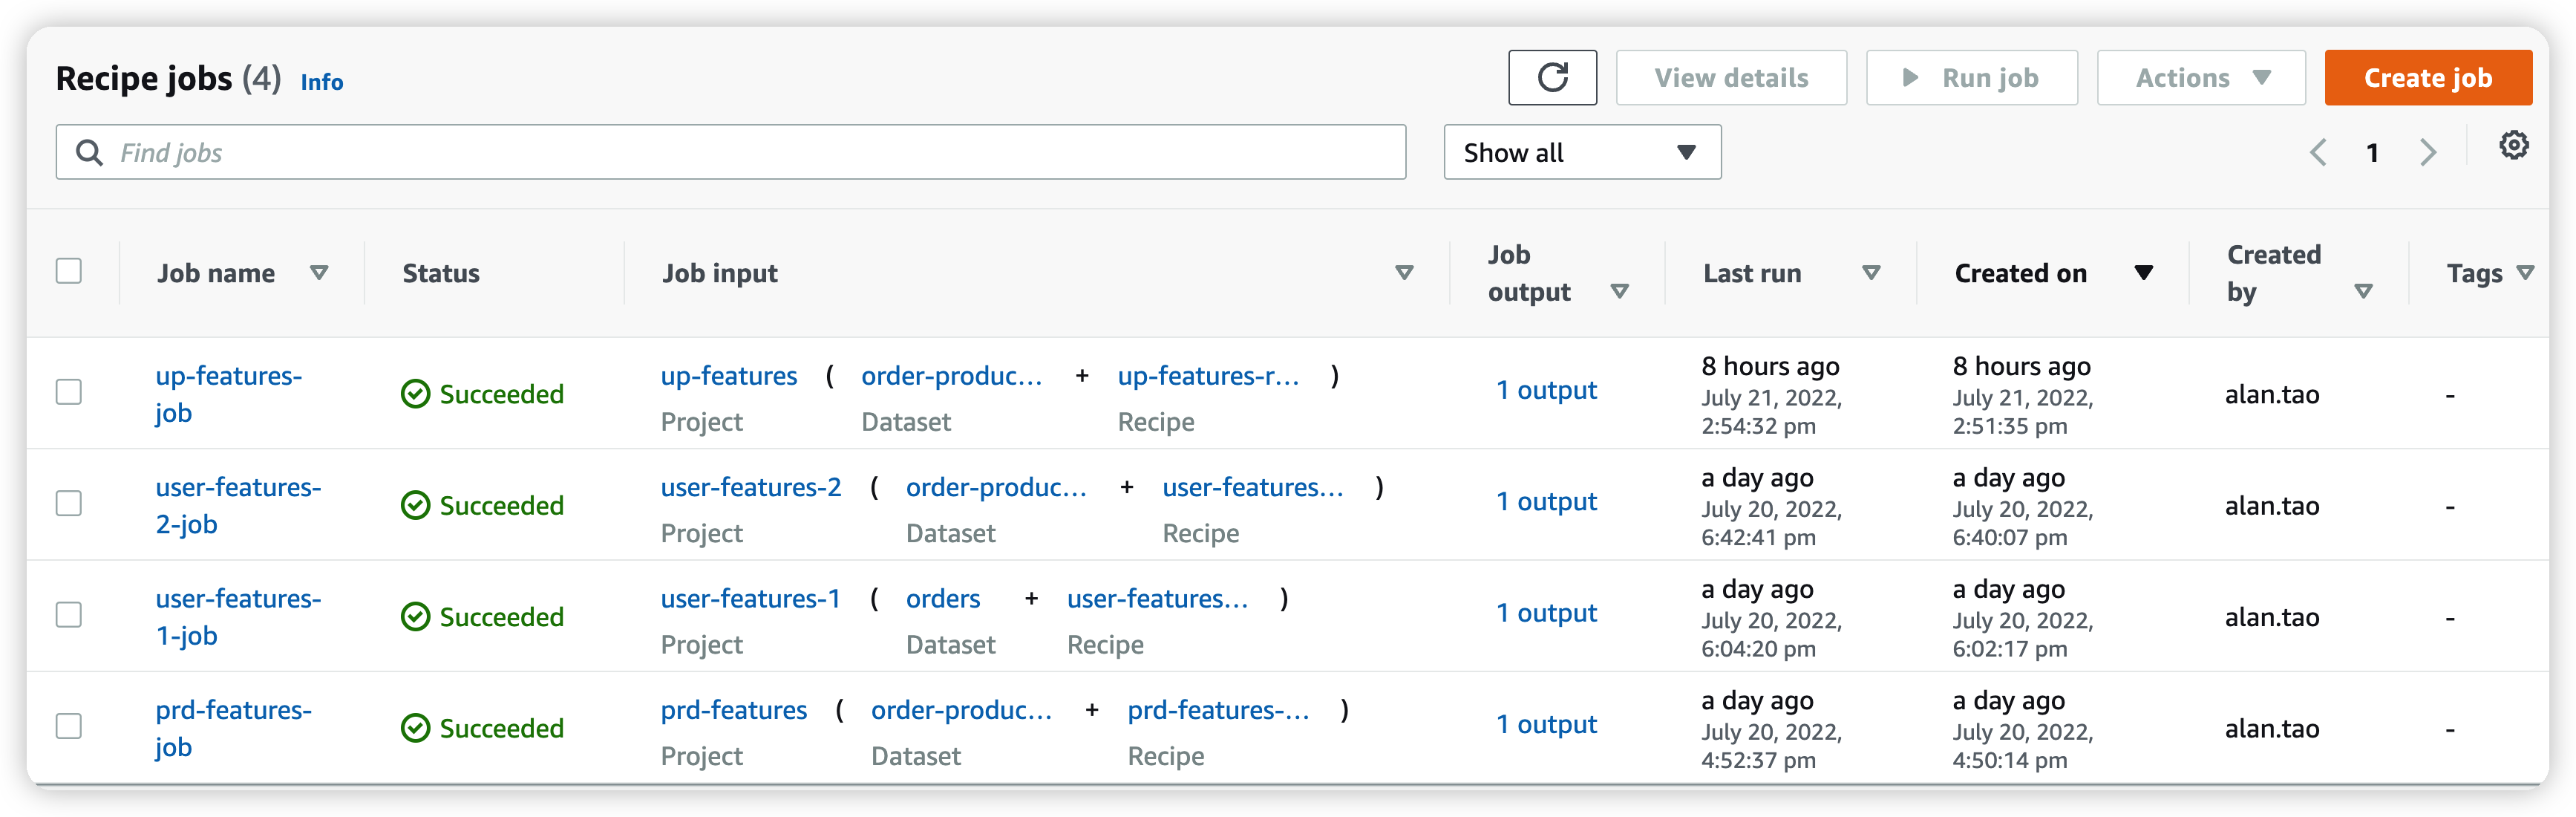 Recipe jobs (4) Info
View details
Run job
Actions
Create job
Find jobs
Show all
1
Job name
Status
Job input
Job
output
Last run
Created on
Created
by
Tags
up-features-
job
Succeeded
up-features ( order-produc... + up-features-r... )
Project Dataset Recipe
1 output
8 hours ago
July 21, 2022,
2:54:32 pm
8 hours ago
July 21, 2022,
2:51:35 pm
alan.tao
-
user-features-
2-job
Succeeded
user-features-2 ( order-produc... + user-features... )
Project Dataset Recipe
1 output
a day ago
July 20, 2022,
6:42:41 pm
a day ago
July 20, 2022,
6:40:07 pm
alan.tao
-
user-features-
1-job
Succeeded
user-features-1 ( orders + user-features... )
Project Dataset Recipe
1 output
a day ago
July 20, 2022,
6:04:20 pm
a day ago
July 20, 2022,
6:02:17 pm
alan.tao
-
prd-features-
job
Succeeded
prd-features ( order-produc... + prd-features-... )
Project Dataset Recipe
1 output
a day ago
July 20, 2022,
4:52:37 pm
a day ago
July 20, 2022,
4:50:14 pm
alan.tao
-